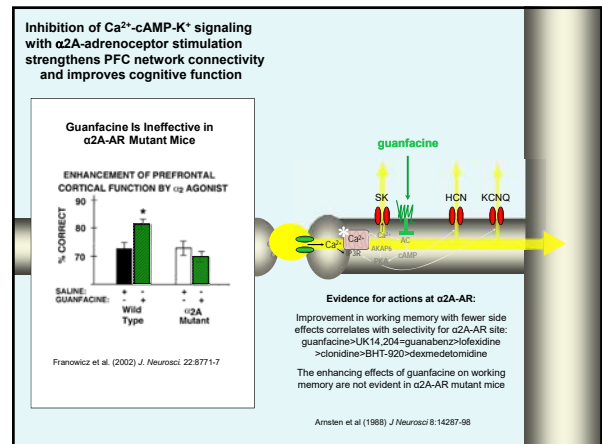 Inhibition of Ca²⁺-cAMP-K⁺ signaling
with α2A-adrenoceptor stimulation
strengthens PFC network connectivity
and improves cognitive function
Guanfacine Is Ineffective in
α2A-AR Mutant Mice
ENHANCEMENT OF PREFRONTAL
CORTICAL FUNCTION BY α₂ AGONIST
% CORRECT
90
80
70
*
SALINE: + - + -
GUANFACINE: - + - +
Wild
Type
α2A
Mutant
Franowicz et al. (2002) J. Neurosci. 22:8771-7
guanfacine
SK
HCN
KCNQ
*
Ca²⁺
Ca²⁺
Ca²⁺
IP3R
AKAP6
AC
cAMP
Evidence for actions at α2A-AR:
Improvement in working memory with fewer side
effects correlates with selectivity for α2A-AR site:
guanfacine>UK14,204=guanabenz>lofexidine
>clonidine>BHT-920>dexmedetomidine
The enhancing effects of guanfacine on working
memory are not evident in α2A-AR mutant mice
Arnsten et al (1988) J Neurosci 8:14287-98